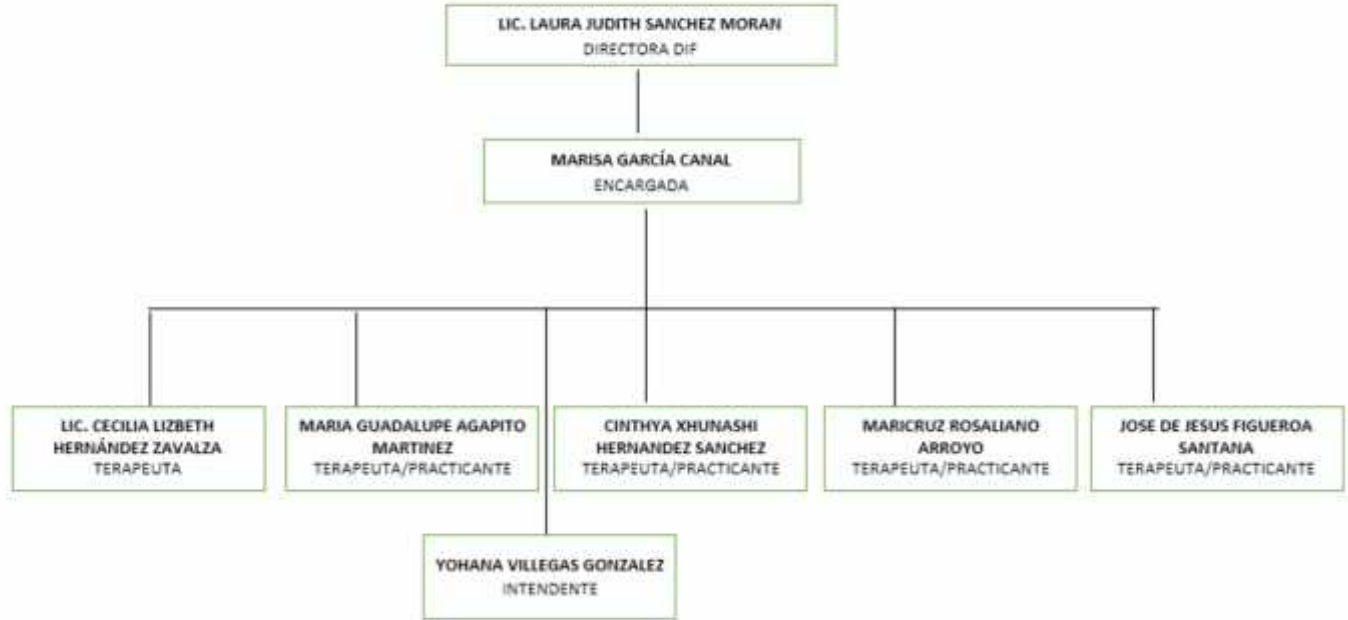 LIC. LAURA JUDITH SANCHEZ MORAN
DIRECTORA DIF
MARISA GARCÍA CANAL
ENCARGADA
LIC. CECILIA LIZBETH
HERNÁNDEZ ZAVALZA
TERAPEUTA
MARIA GUADALUPE AGAPITO
MARTINEZ
TERAPEUTA/PRACTICANTE
CINTHYA XHUNASHI
HERNANDEZ SANCHEZ
TERAPEUTA/PRACTICANTE
MARICRUZ ROSALIANO
ARROYO
TERAPEUTA/PRACTICANTE
JOSE DE JESUS FIGUEROA
SANTANA
TERAPEUTA/PRACTICANTE
YOHANA VILLEGAS GONZALEZ
INTENDENTE